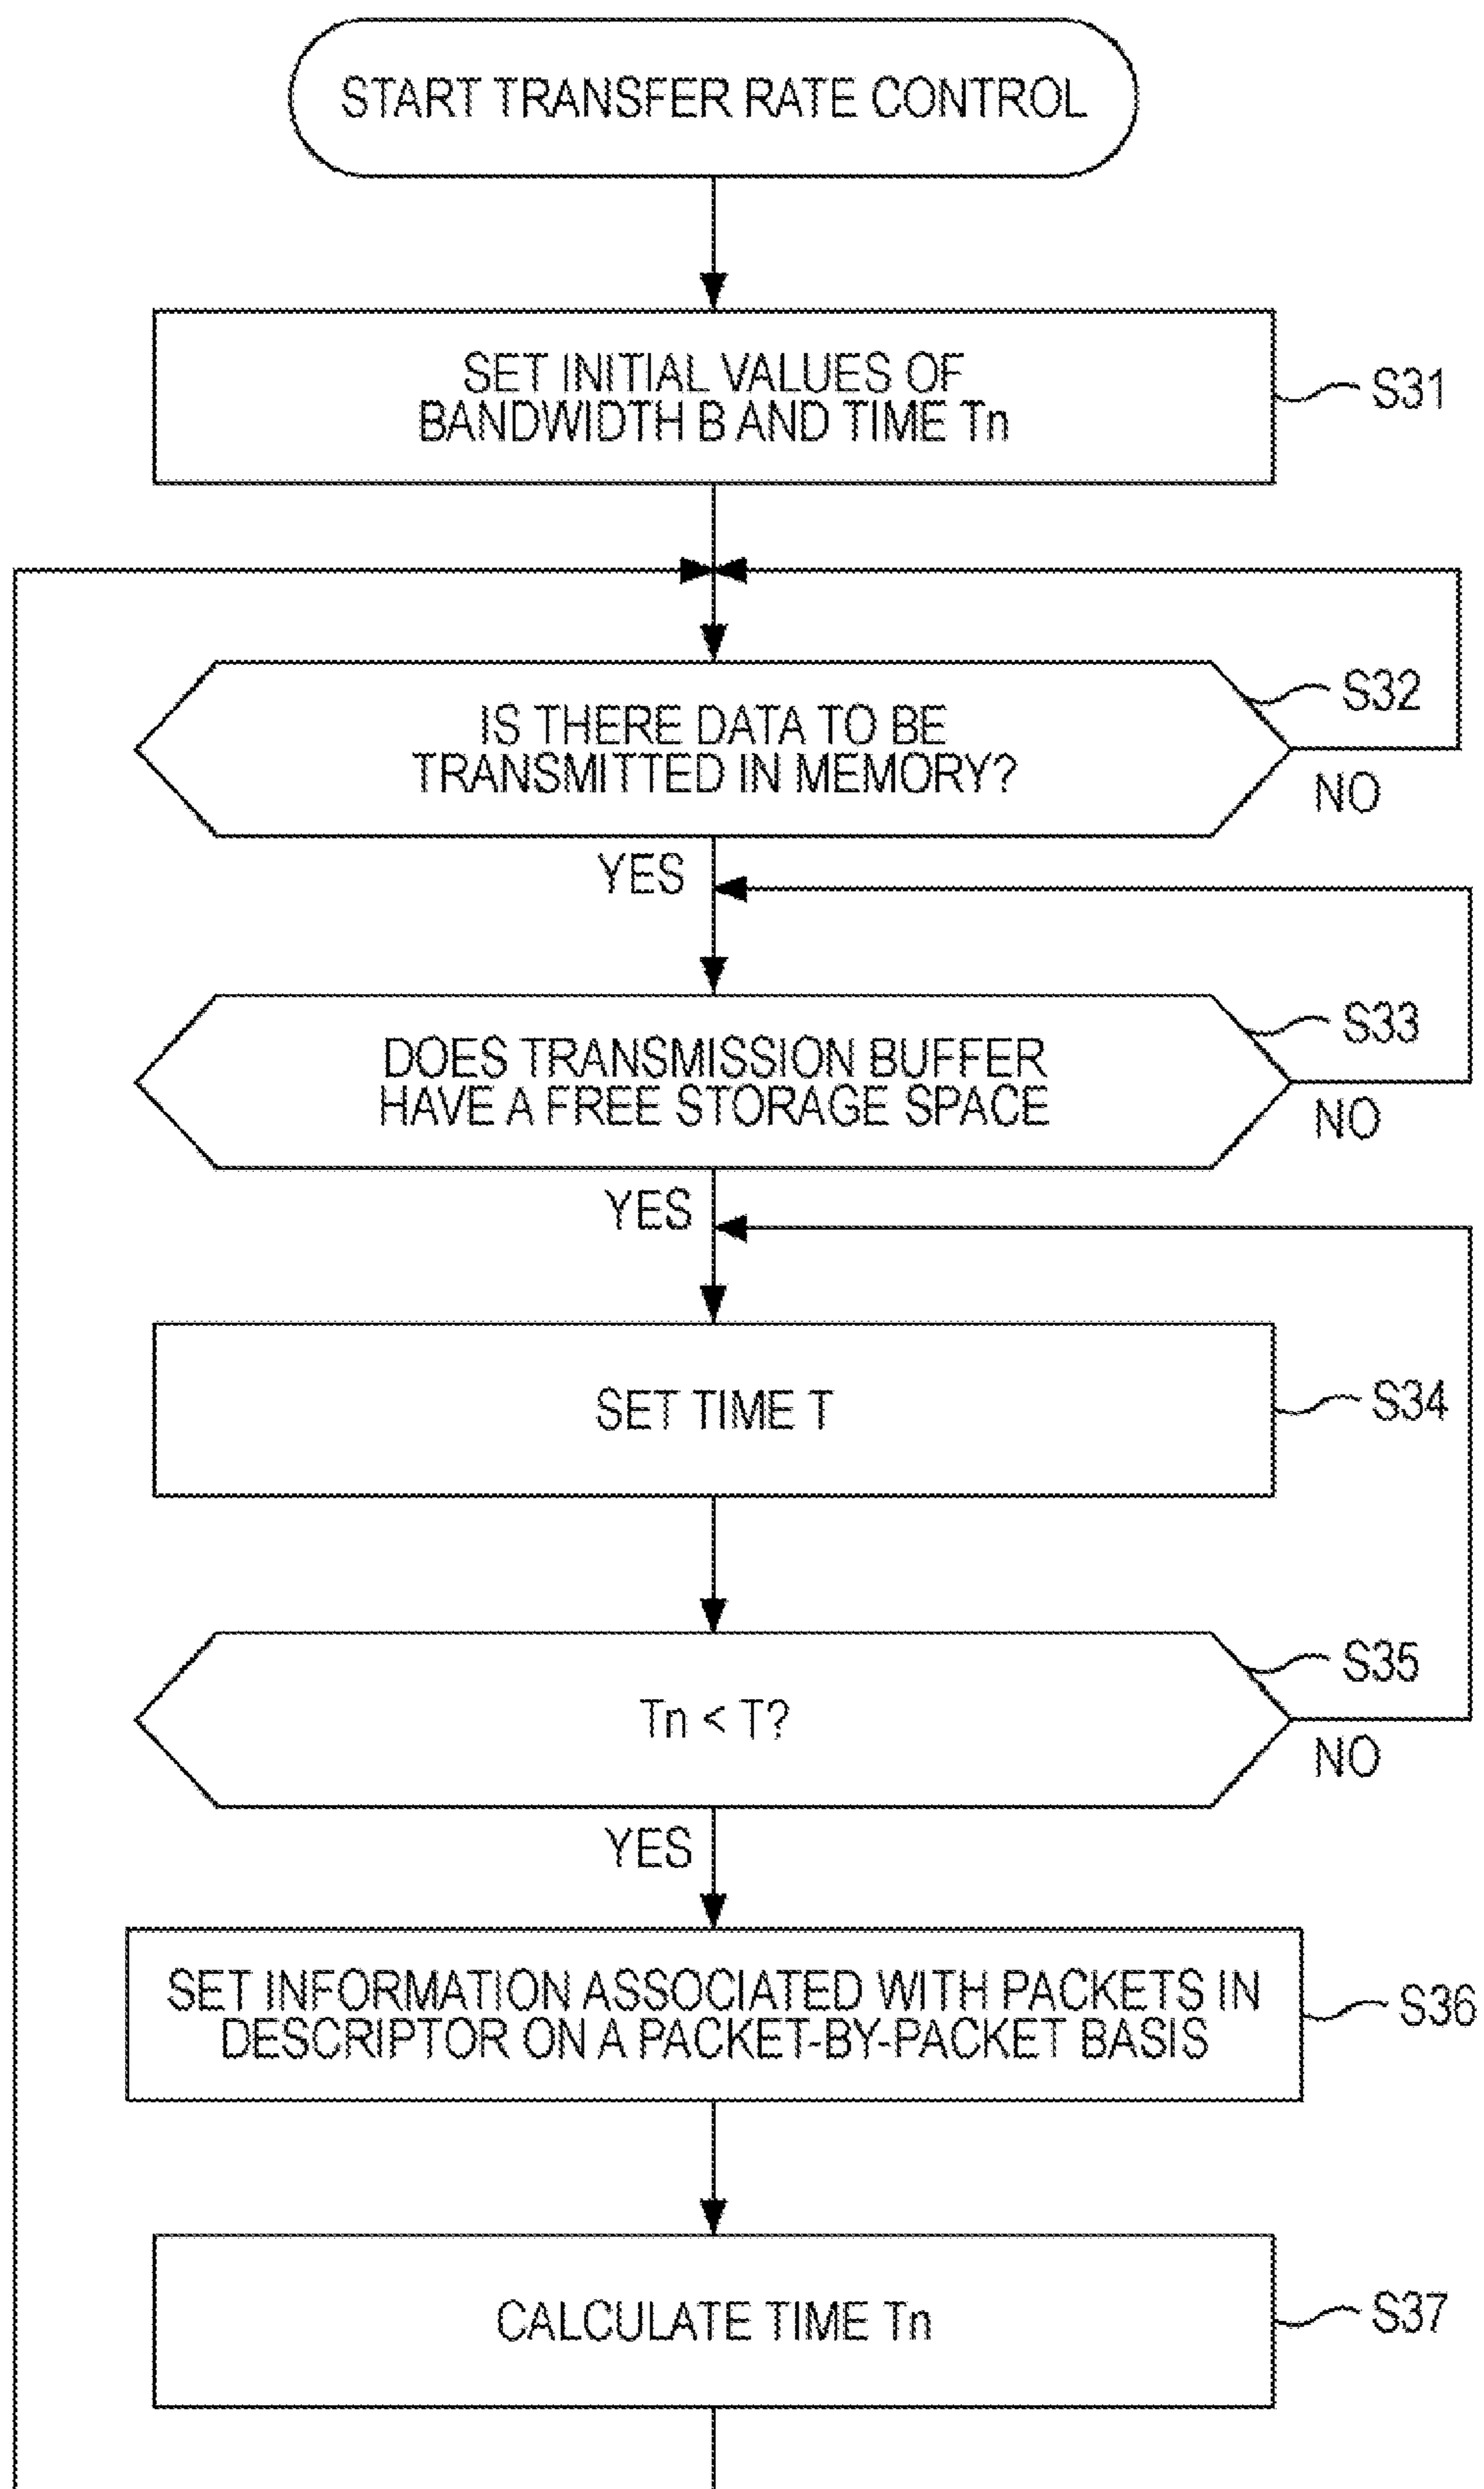 START TRANSFER RATE CONTROL
SET INITIAL VALUES OF
BANDWIDTH B AND TIME Tn
S31
IS THERE DATA TO BE
TRANSMITTED IN MEMORY?
S32
NO
YES
DOES TRANSMISSION BUFFER
HAVE A FREE STORAGE SPACE
S33
NO
YES
SET TIME T
S34
Tn < T?
S35
NO
YES
SET INFORMATION ASSOCIATED WITH PACKETS IN
DESCRIPTOR ON A PACKET-BY-PACKET BASIS
S36
CALCULATE TIME Tn
S37